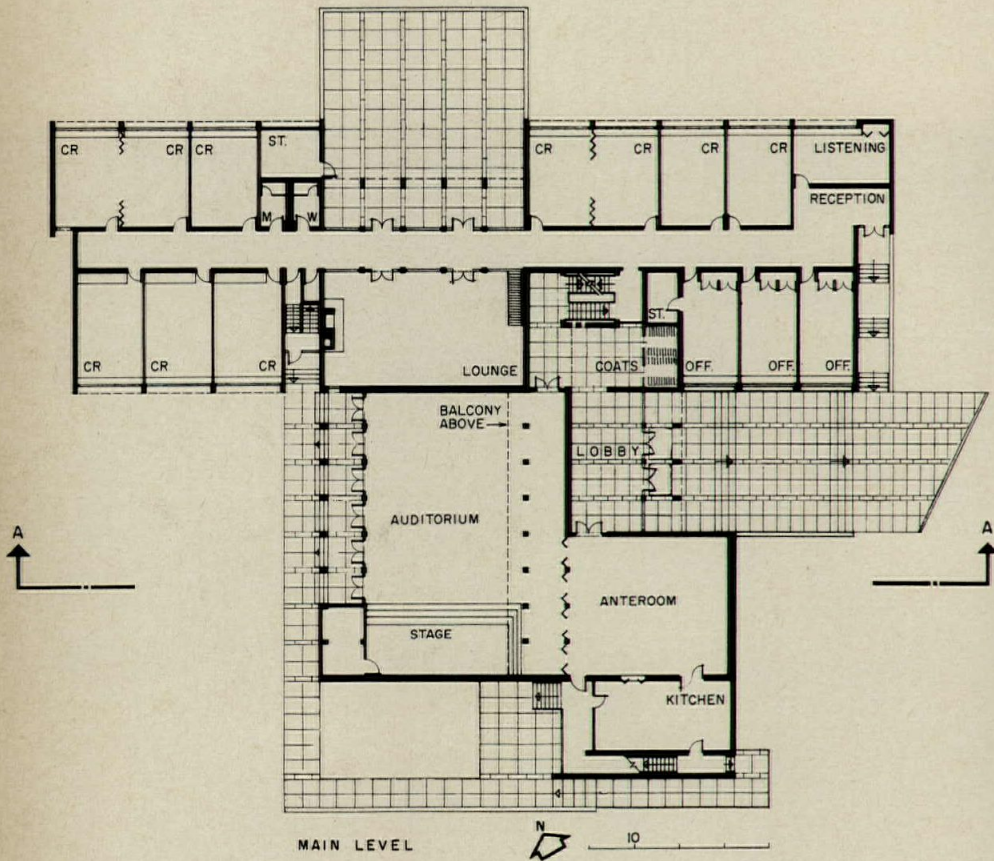 CR
CR
CR
ST.
M
W
CR
CR
CR
CR
LISTENING
RECEPTION
CR
CR
CR
LOUNGE
COATS
ST.
OFF.
OFF.
OFF.
BALCONY
ABOVE
LOBBY
AUDITORIUM
A
A
ANTEROOM
STAGE
KITCHEN
MAIN LEVEL
N
10